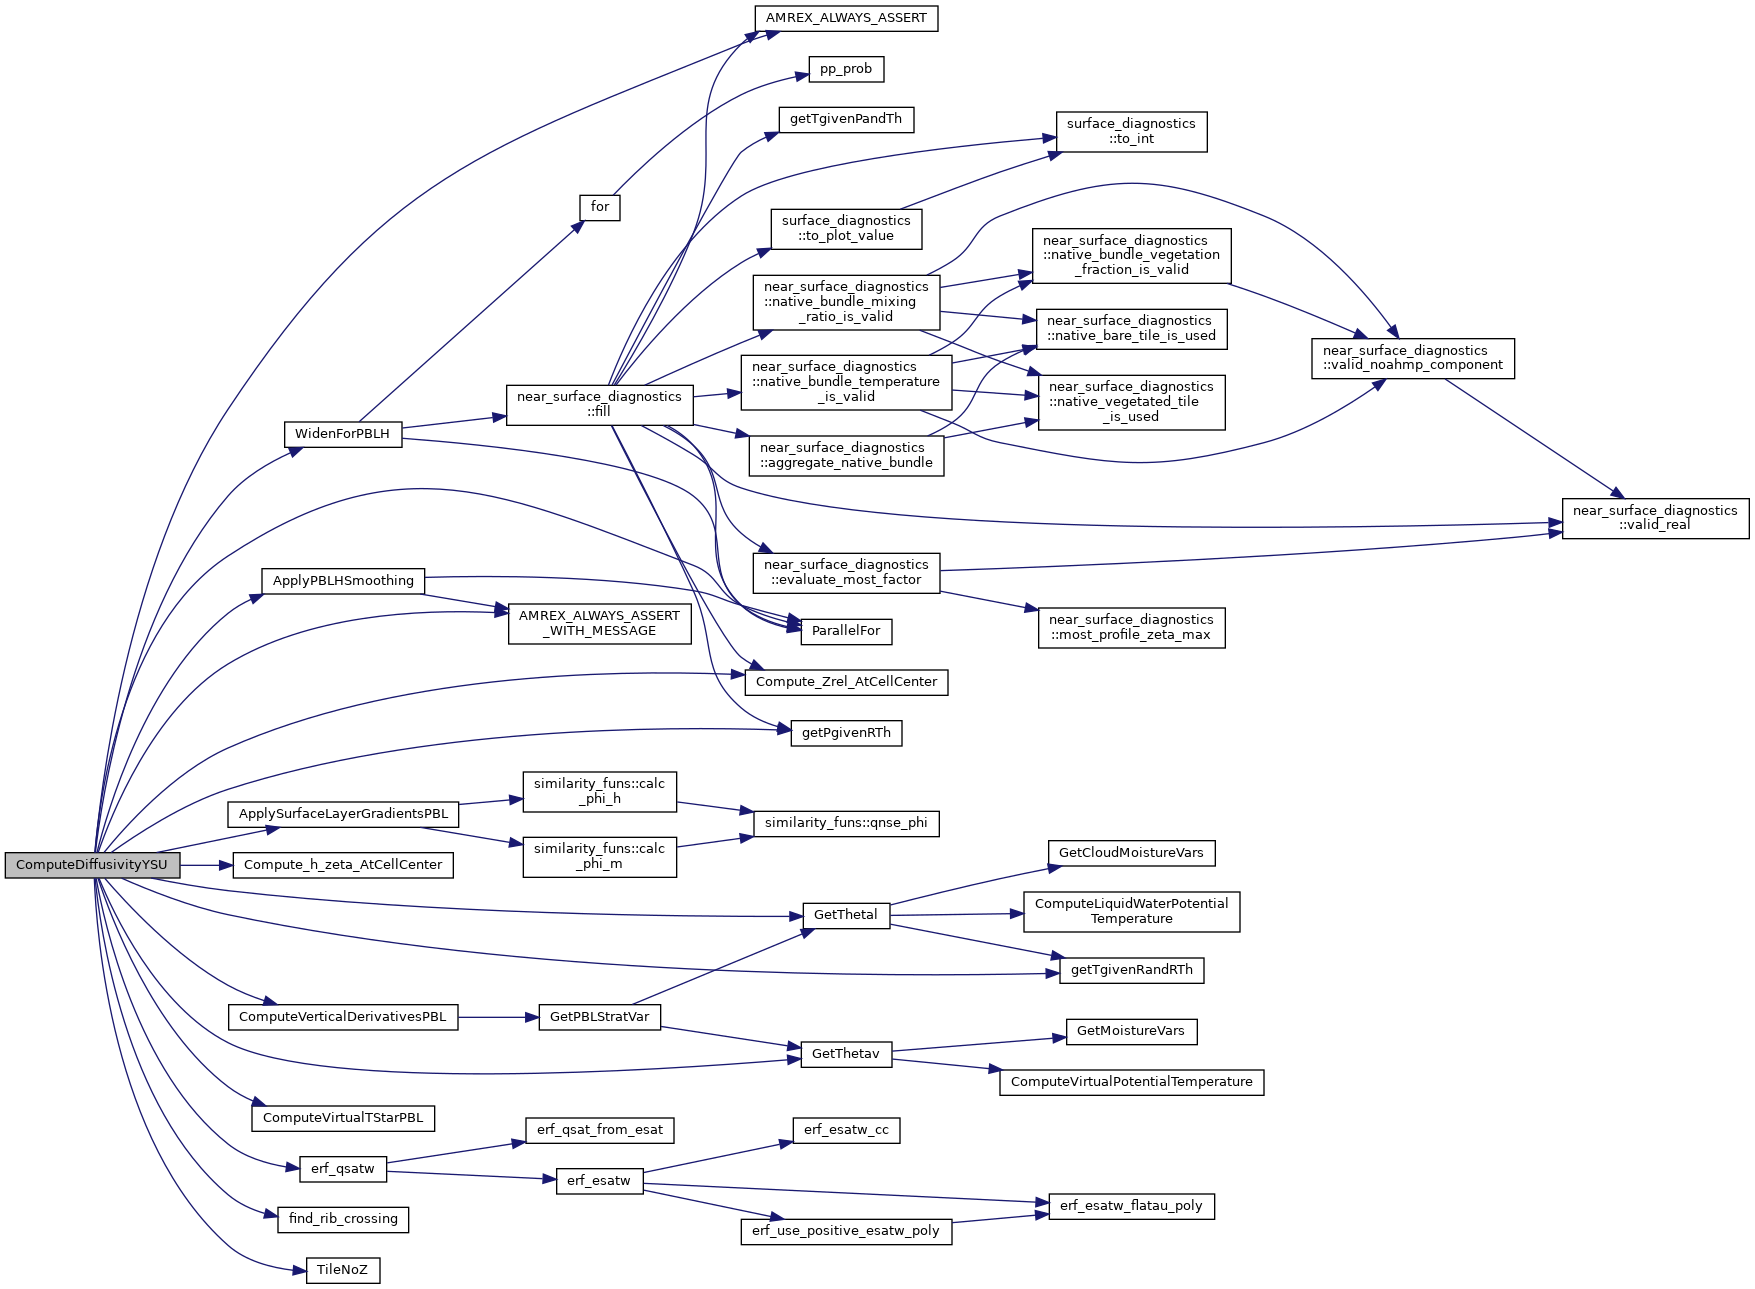 AMREX_ALWAYS_ASSERT
pp_prob
getTgivenPandTh
surface_diagnostics
::to_int
for
surface_diagnostics
::to_plot_value
near_surface_diagnostics
::native_bundle_vegetation
_fraction_is_valid
near_surface_diagnostics
::native_bundle_mixing
_ratio_is_valid
near_surface_diagnostics
::native_bare_tile_is_used
near_surface_diagnostics
::valid_noahmp_component
near_surface_diagnostics
::native_bundle_temperature
_is_valid
near_surface_diagnostics
::native_vegetated_tile
_is_used
near_surface_diagnostics
::fill
WidenForPBLH
near_surface_diagnostics
::aggregate_native_bundle
near_surface_diagnostics
::valid_real
near_surface_diagnostics
::evaluate_most_factor
ApplyPBLHSmoothing
AMREX_ALWAYS_ASSERT
_WITH_MESSAGE
ParallelFor
near_surface_diagnostics
::most_profile_zeta_max
Compute_Zrel_AtCellCenter
getPgivenRTh
similarity_funs::calc
_phi_h
ApplySurfaceLayerGradientsPBL
similarity_funs::qnse_phi
similarity_funs::calc
_phi_m
ComputeDiffusivityYSU
Compute_h_zeta_AtCellCenter
GetCloudMoistureVars
GetThetal
ComputeLiquidWaterPotential
Temperature
getTgivenRandRTh
ComputeVerticalDerivativesPBL
GetPBLStratVar
GetMoistureVars
GetThetav
ComputeVirtualPotentialTemperature
ComputeVirtualTStarPBL
erf_qsat_from_esat
erf_esatw_cc
erf_qsatw
erf_esatw
erf_esatw_flatau_poly
find_rib_crossing
erf_use_positive_esatw_poly
TileNoZ